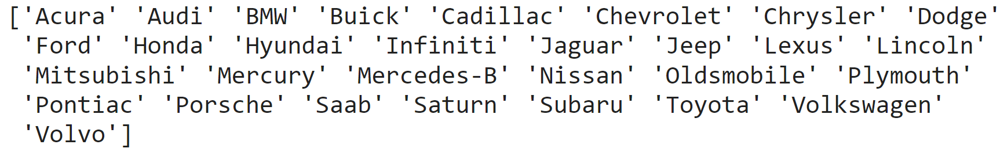 ['Acura' 'Audi' 'BMW' 'Buick' 'Cadillac' 'Chevrolet' 'Chrysler' 'Dodge'
'Ford' 'Honda' 'Hyundai' 'Infiniti' 'Jaguar' 'Jeep' 'Lexus' 'Lincoln'
'Mitsubishi' 'Mercury' 'Mercedes-B' 'Nissan' 'Oldsmobile' 'Plymouth'
'Pontiac' 'Porsche' 'Saab' 'Saturn' 'Subaru' 'Toyota' 'Volkswagen'
'Volvo']